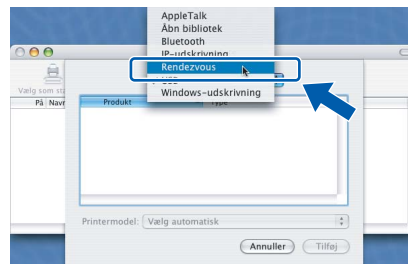 AppleTalk
Åbn bibliotek
Bluetooth
IP-udskrivning
Rendezvous
USB
Windows-udskrivning
Vælg som
På Navn
Produkt Type
Printermodel: Vælg automatisk
Annuller Tilføj